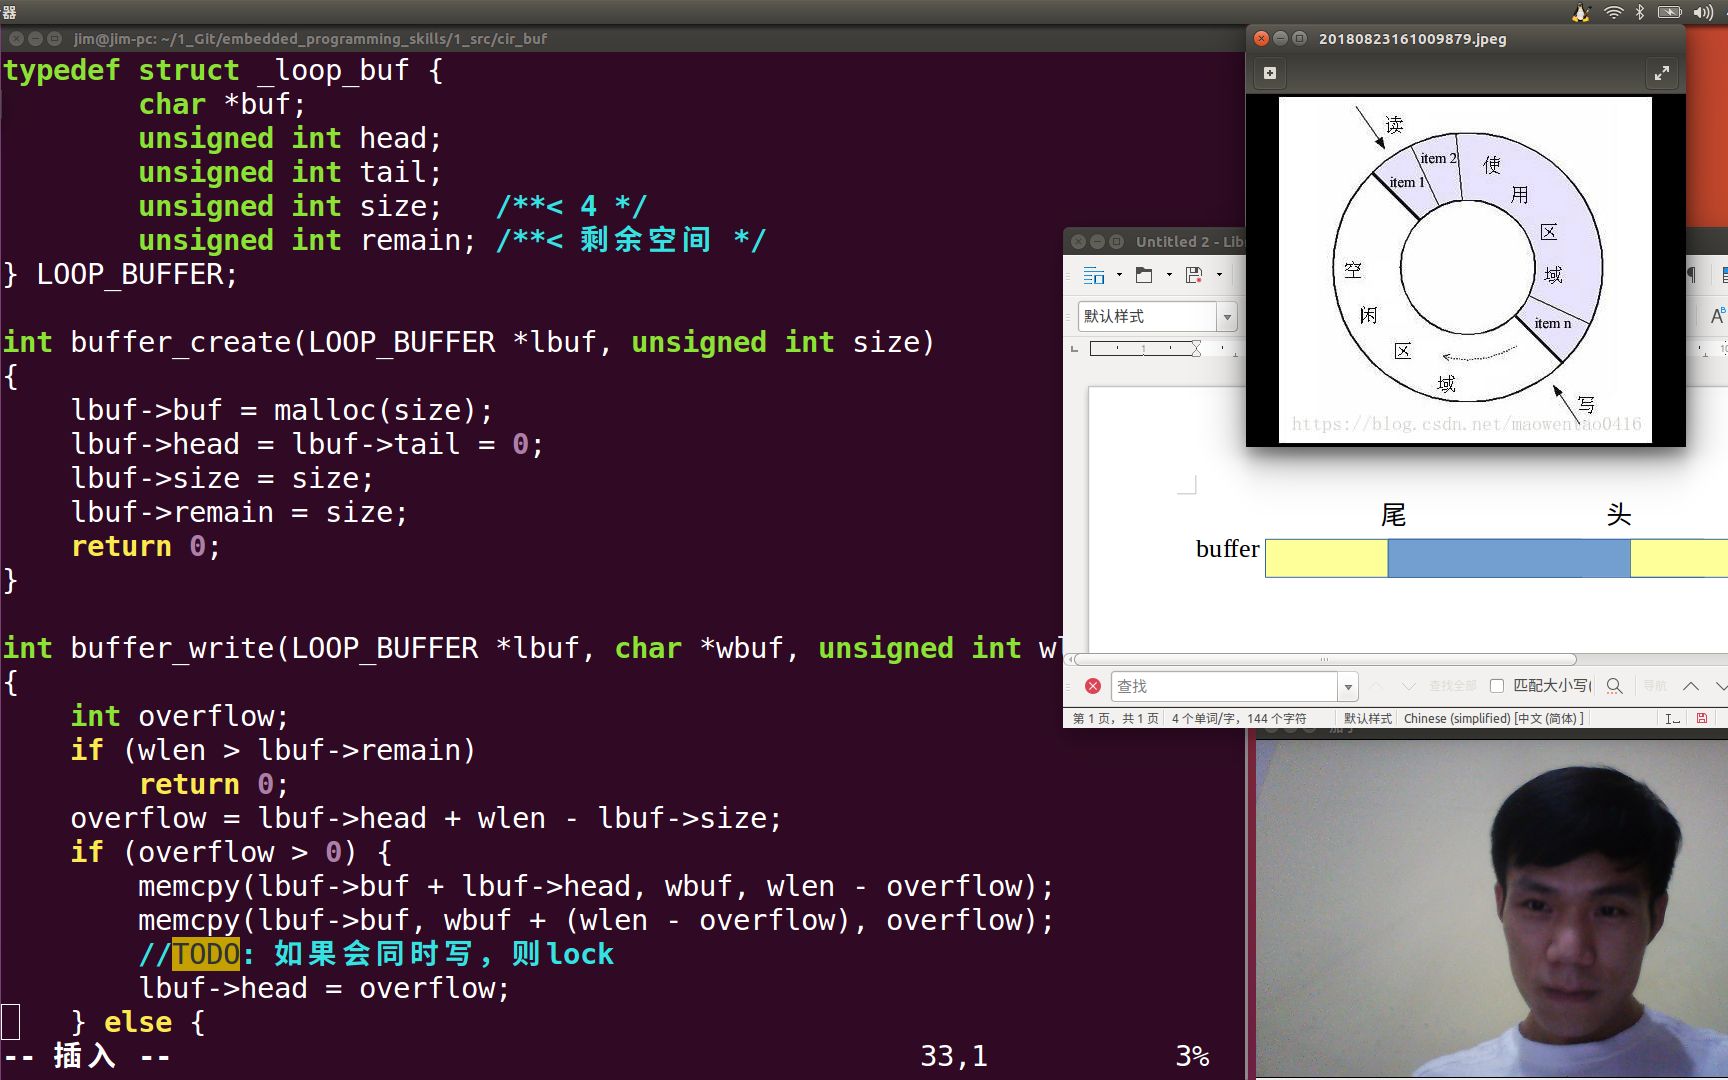 器
jim@jim-pc: ~/1_Git/embedded_programming_skills/1_src/cir_buf
typedef struct _loop_buf {
char *buf;
unsigned int head;
unsigned int tail;
unsigned int size; /**< 4 */
unsigned int remain; /**< 剩余空间 */
} LOOP_BUFFER;
int buffer_create(LOOP_BUFFER *lbuf, unsigned int size)
{
lbuf->buf = malloc(size);
lbuf->head = lbuf->tail = 0;
lbuf->size = size;
lbuf->remain = size;
return 0;
}
int buffer_write(LOOP_BUFFER *lbuf, char *wbuf, unsigned int wl
{
int overflow;
if (wlen > lbuf->remain)
return 0;
overflow = lbuf->head + wlen - lbuf->size;
if (overflow > 0) {
memcpy(lbuf->buf + lbuf->head, wbuf, wlen - overflow);
memcpy(lbuf->buf, wbuf + (wlen - overflow), overflow);
//TODO: 如果会同时写，则lock
lbuf->head = overflow;
} else {
-- 插入 -- 33,1 3%
20180823161009879.jpeg
读
item 1
item 2
使用区域
item n
空闲区域
写
https://blog.csdn.net/maowentao0416
Untitled 2 - Lib
默认样式
1
尾 头
buffer
查找 查找全部 匹配大小写( 导航
第 1 页，共 1 页 4 个单词/字，144 个字符 默认样式 Chinese (simplified) [中文 (简体) ]